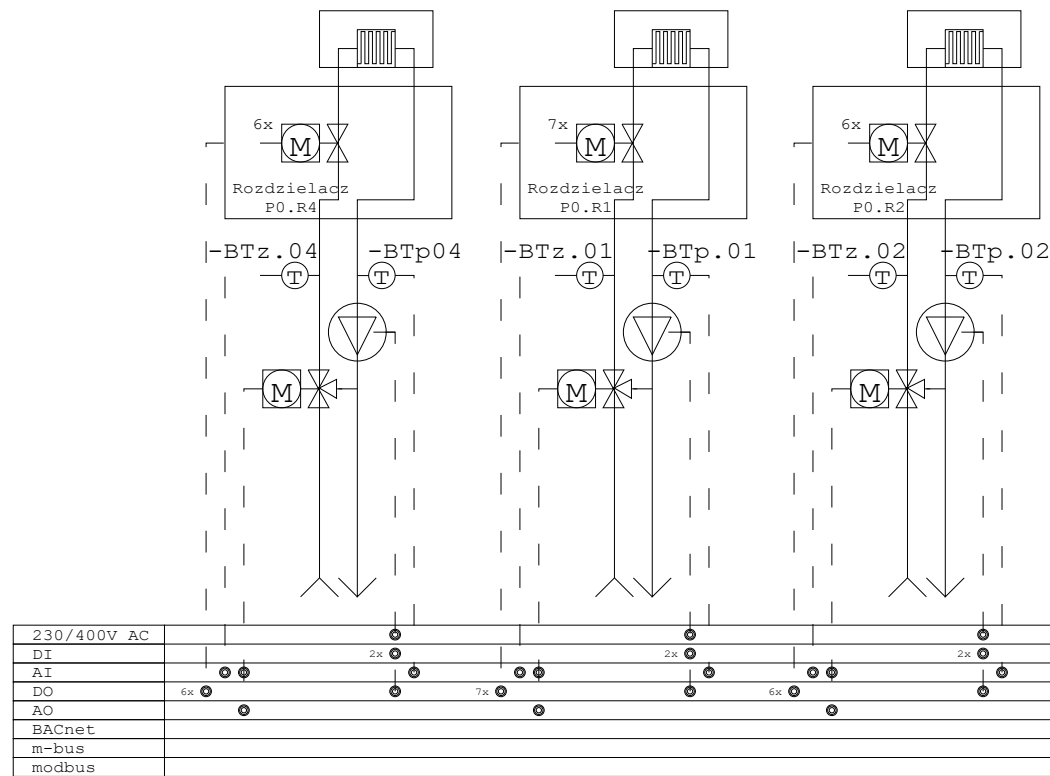 6x
M
Rozdzielacz
P0.R4
7x
M
Rozdzielacz
P0.R1
6x
M
Rozdzielacz
P0.R2
-BTz.04
-BTp04
-BTz.01
-BTp.01
-BTz.02
-BTp.02
T
T
T
T
T
T
M
M
M
230/400V AC
DI 2x 2x 2x
AI
DO 6x 7x 6x
AO
BACnet
m-bus
modbus